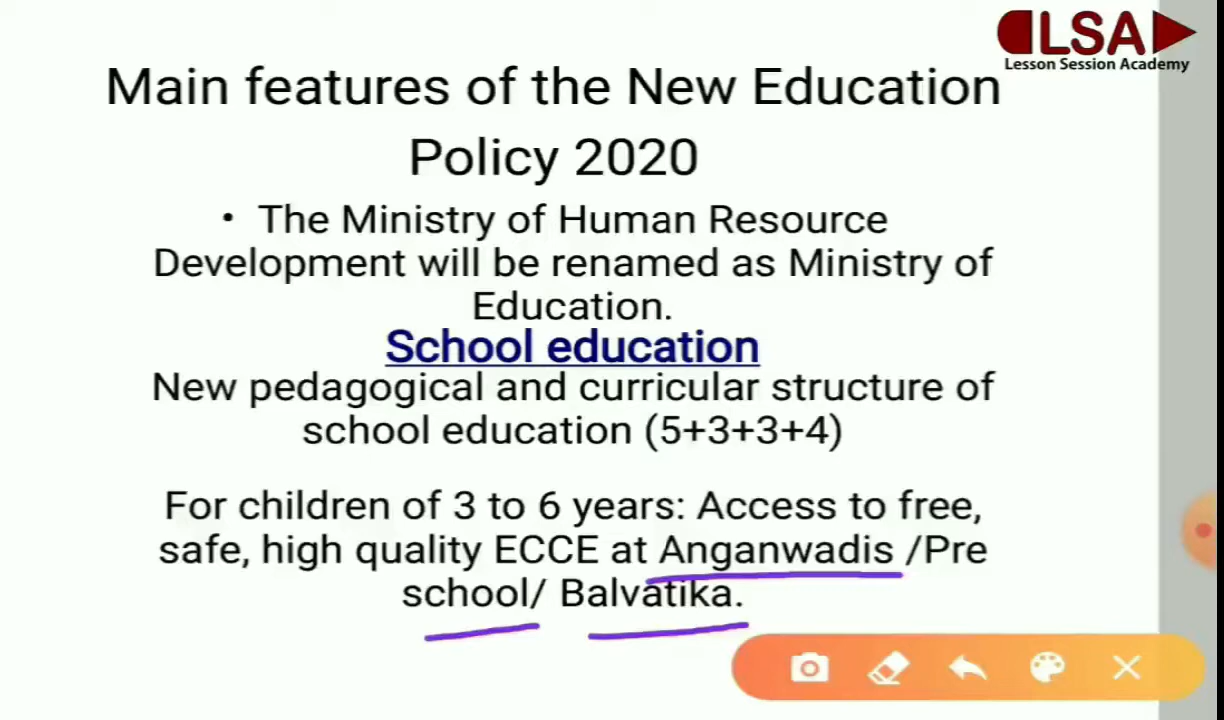 LSA
Lesson Session Academy
Main features of the New Education
Policy 2020
• The Ministry of Human Resource
Development will be renamed as Ministry of
Education.
School education
New pedagogical and curricular structure of
school education (5+3+3+4)
For children of 3 to 6 years: Access to free,
safe, high quality ECCE at Anganwadis /Pre
school/ Balvatika.